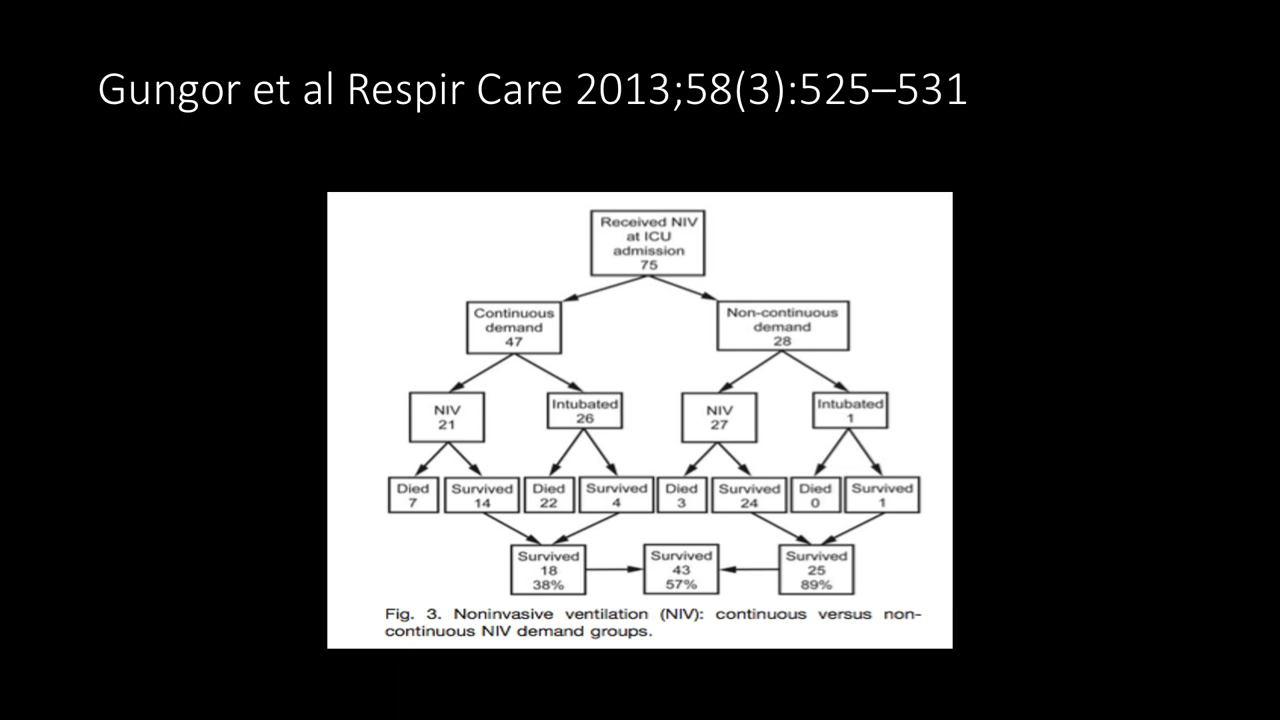 Gungor et al Respir Care 2013;58(3):525–531
Received NIV
at ICU
admission
75
Continuous
demand
47
Non-continuous
demand
28
NIV
21
Intubated
26
NIV
27
Intubated
1
Died
7
Survived
14
Died
22
Survived
4
Died
3
Survived
24
Died
0
Survived
1
Survived
18
38%
Survived
43
57%
Survived
25
89%
Fig. 3. Noninvasive ventilation (NIV): continuous versus non-
continuous NIV demand groups.